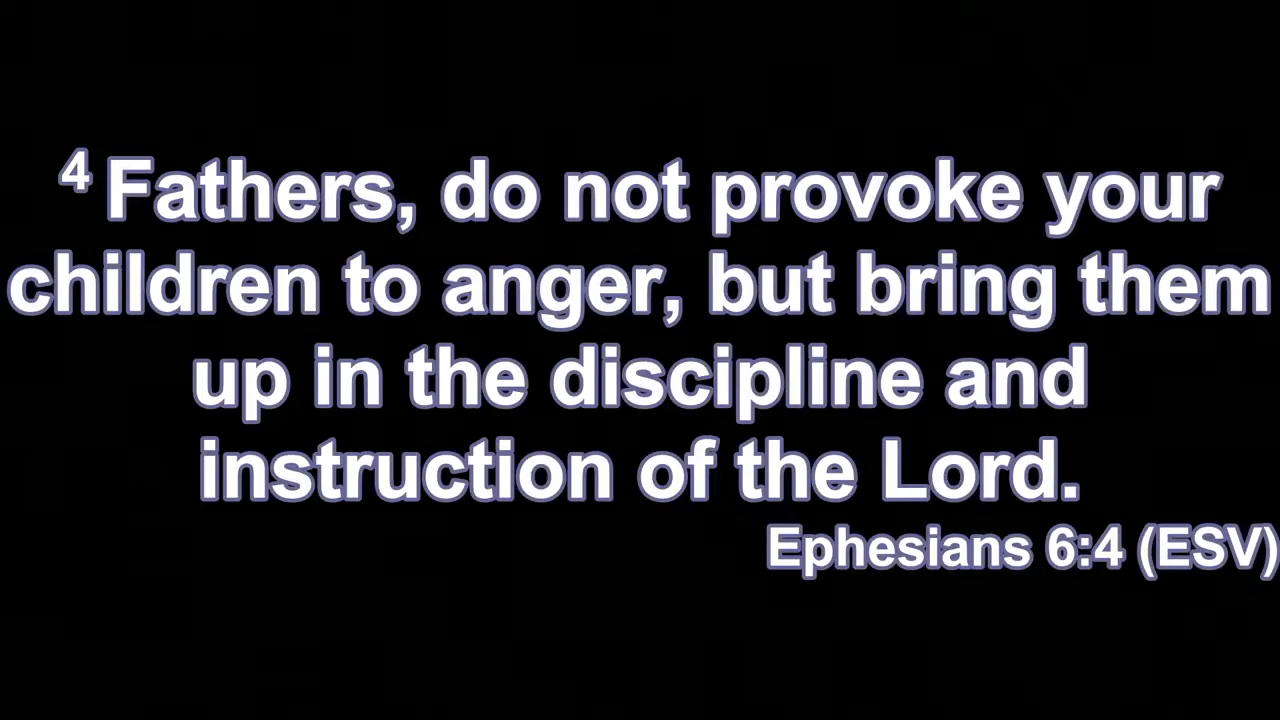 4 Fathers, do not provoke your
children to anger, but bring them
up in the discipline and
instruction of the Lord.
Ephesians 6:4 (ESV)